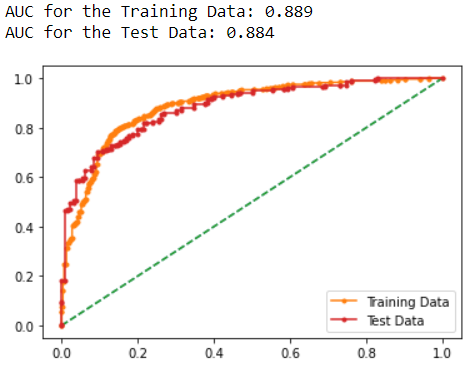 AUC for the Training Data: 0.889
AUC for the Test Data: 0.884
1.0
0.8
0.6
0.4
0.2
0.0
0.0 0.2 0.4 0.6 0.8 1.0
Training Data
Test Data